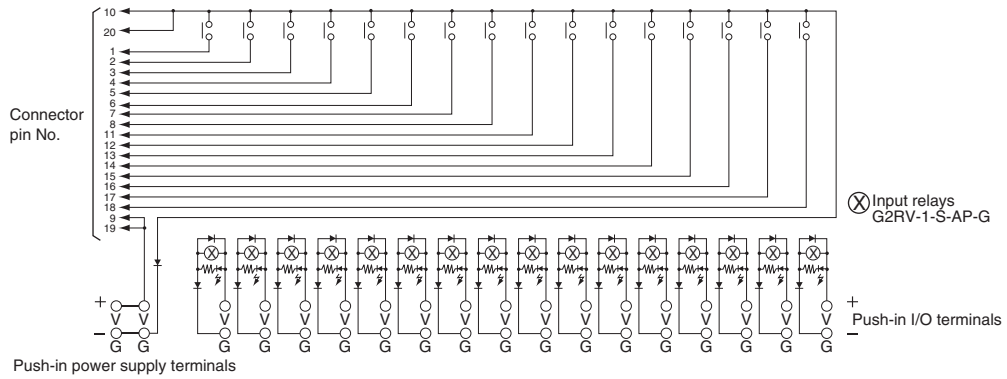 10
20
1
2
3
4
5
6
7
8
11
12
13
14
15
16
17
18
9
19
Connector
pin No.
Input relays
G2RV-1-S-AP-G
+ V V V V V V V V V V V V V V V V V V +
Push-in I/O terminals
− G G G G G G G G G G G G G G G G G G −
Push-in power supply terminals